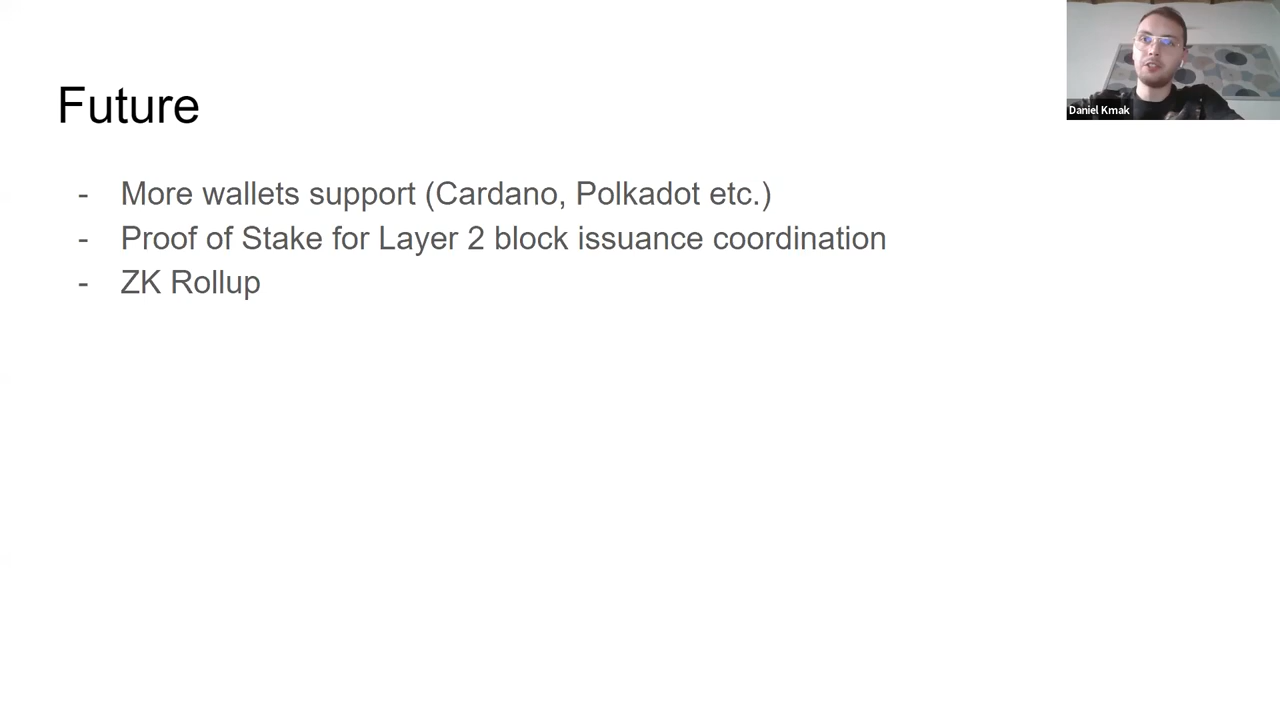 Future
- More wallets support (Cardano, Polkadot etc.)
- Proof of Stake for Layer 2 block issuance coordination
- ZK Rollup
Daniel Kmak